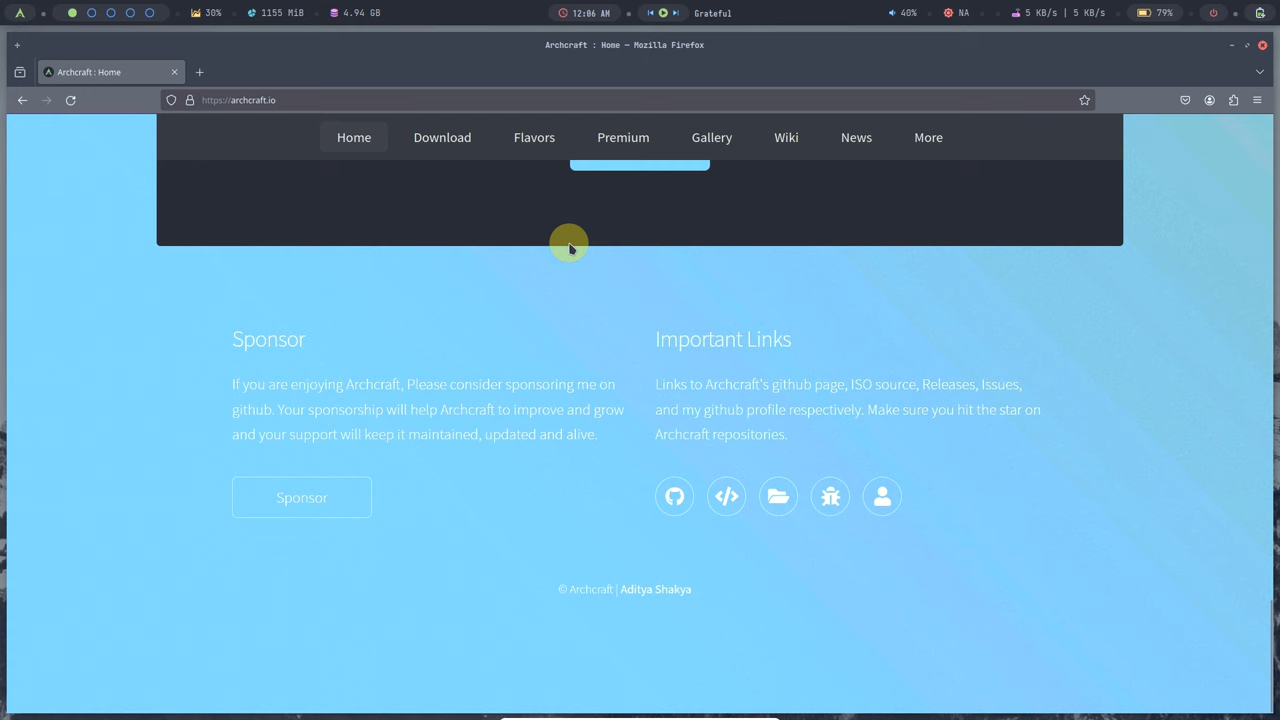 30%
1155 MiB
4.94 GB
12:06 AM
Grateful
40%
NA
5 KB/s | 5 KB/s
79%
Archcraft : Home — Mozilla Firefox
Archcraft : Home
https://archcraft.io
Home
Download
Flavors
Premium
Gallery
Wiki
News
More
Sponsor
If you are enjoying Archcraft, Please consider sponsoring me on
github. Your sponsorship will help Archcraft to improve and grow
and your support will keep it maintained, updated and alive.
Sponsor
Important Links
Links to Archcraft's github page, ISO source, Releases, Issues,
and my github profile respectively. Make sure you hit the star on
Archcraft repositories.
© Archcraft | Aditya Shakya